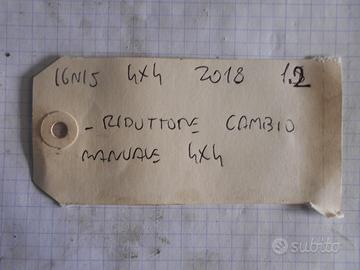 IGNIS 4X4 2018 1.2
- RIDUTTORE CAMBIO
MANUALE 4X4
subito